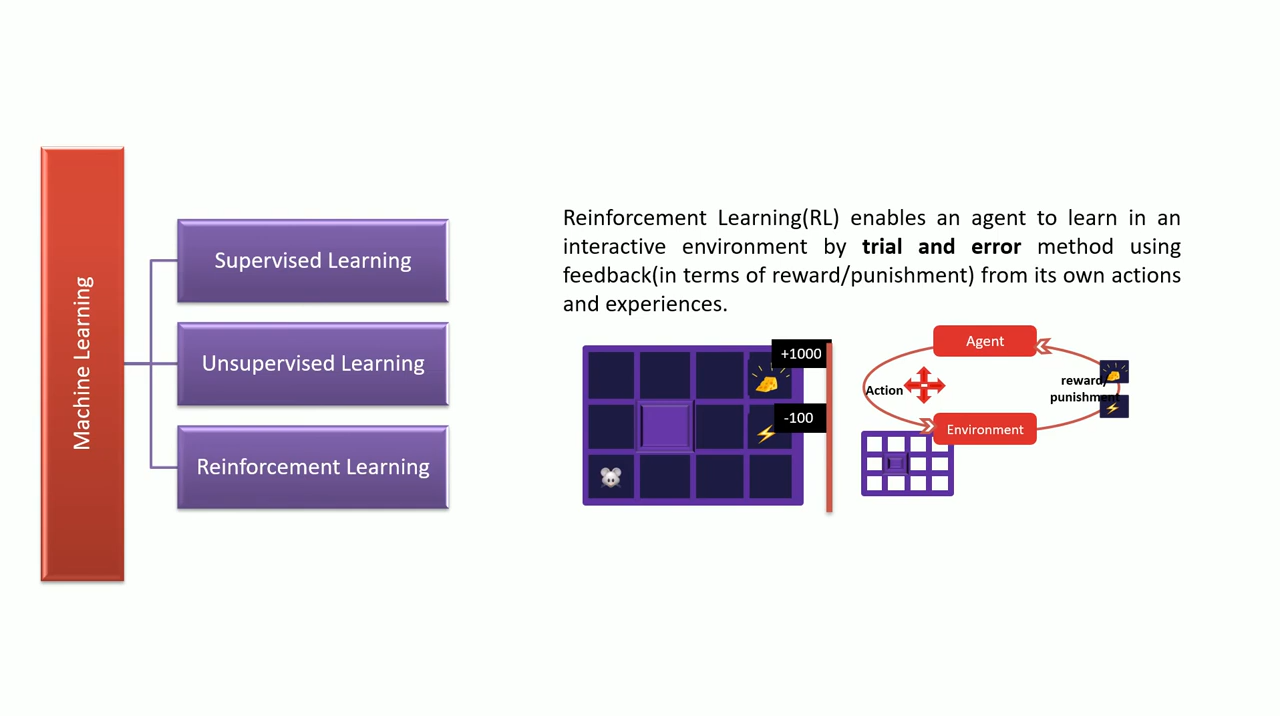 Machine Learning
Supervised Learning
Unsupervised Learning
Reinforcement Learning
Reinforcement Learning(RL) enables an agent to learn in an
interactive environment by trial and error method using
feedback(in terms of reward/punishment) from its own actions
and experiences.
+1000
-100
Agent
Action
reward/
punishment
Environment